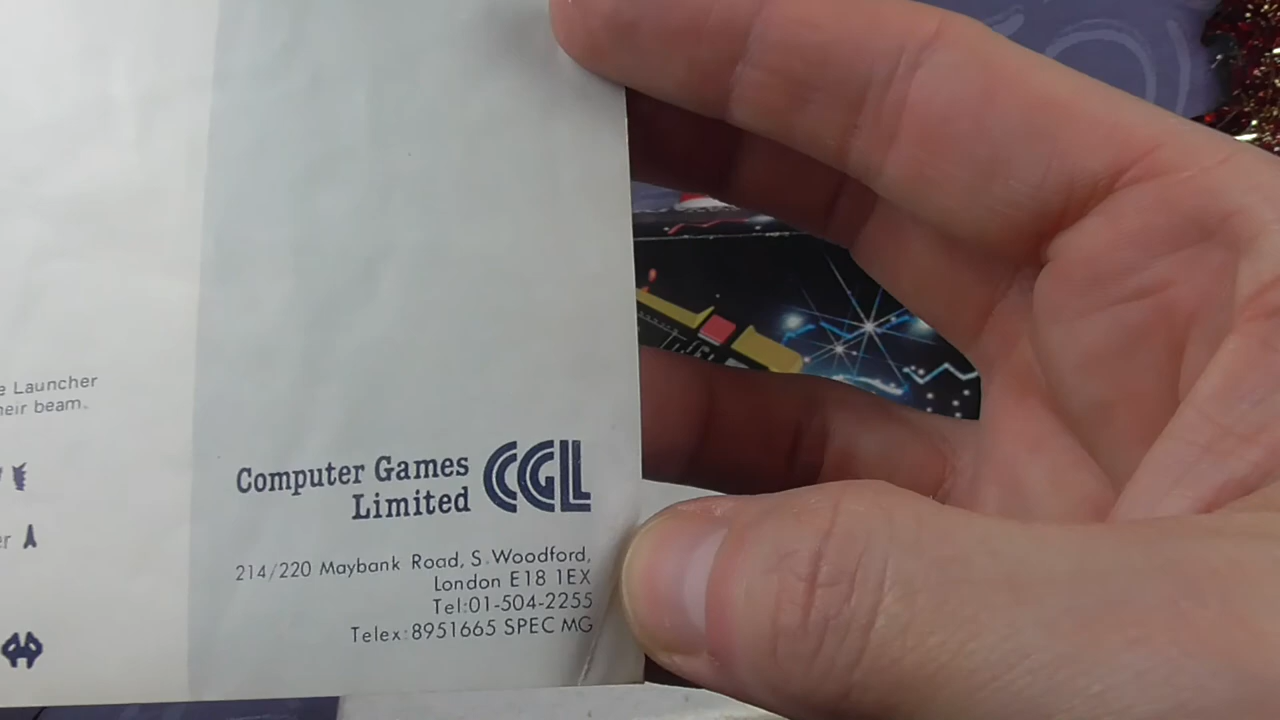 Launcher
beam.
Computer Games
Limited
CGL
214/220 Maybank Road, S.Woodford,
London E18 1EX
Tel:01-504-2255
Telex:8951665 SPEC MG